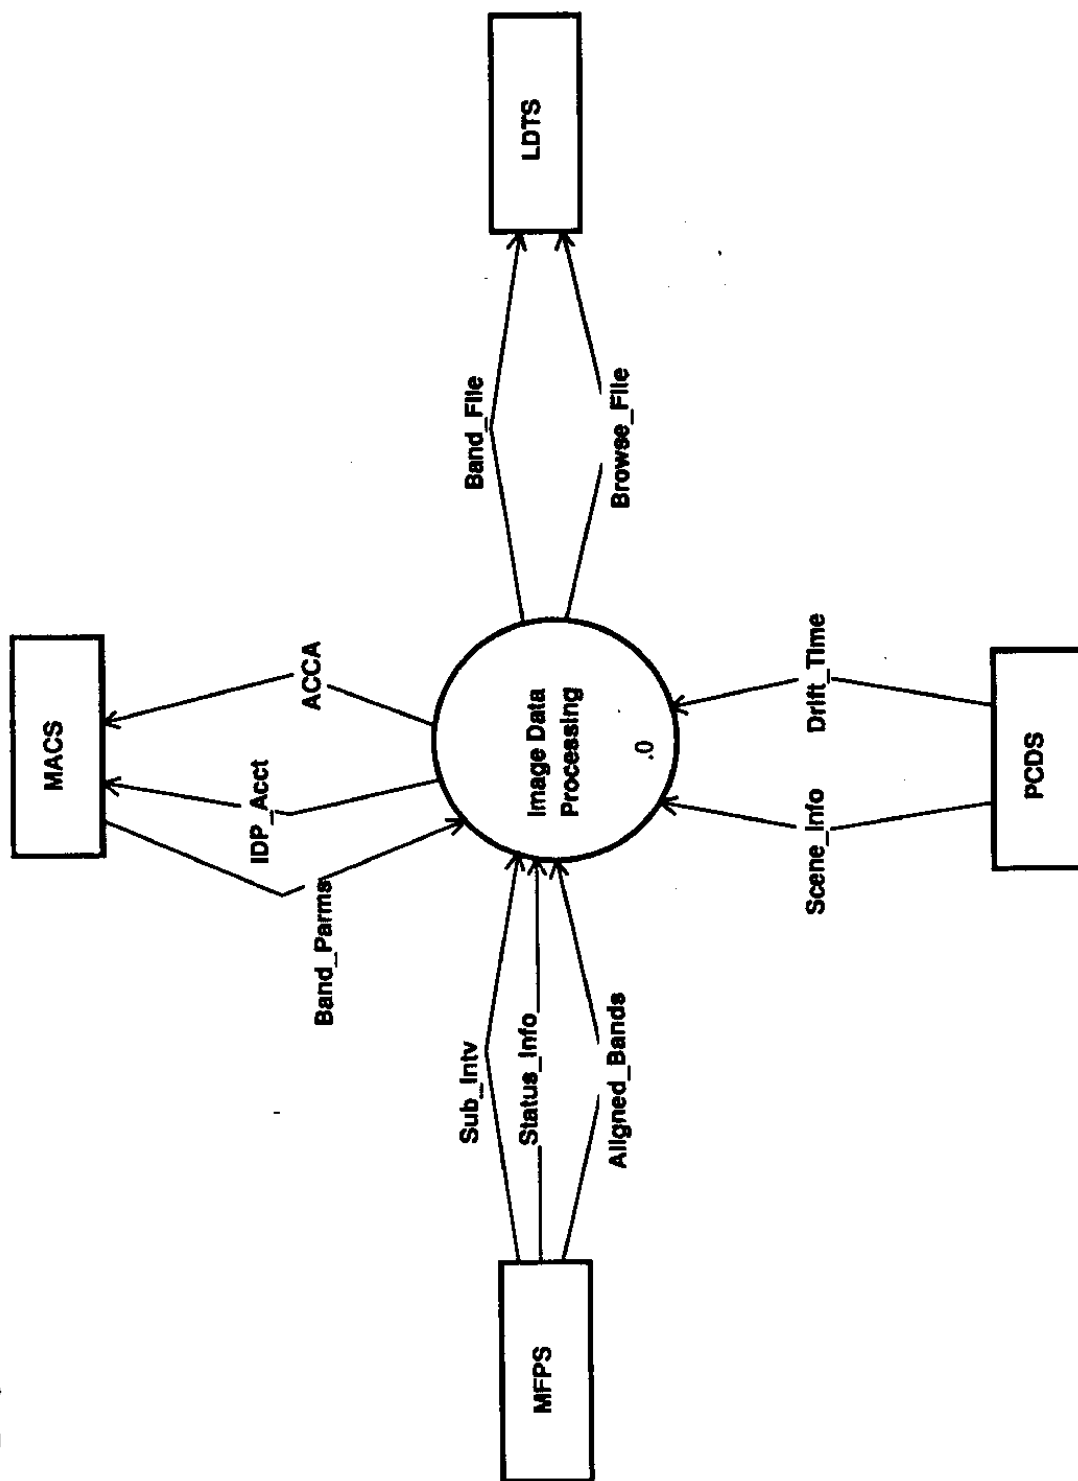 MACS
ACCA
IDP_Acct
Band_Parms
MFPS
Sub_Intv
Status_Info
Aligned_Bands
Image Data
Processing
.0
Band_File
Browse_File
LDTS
Scene_Info
Drift_Time
PCDS